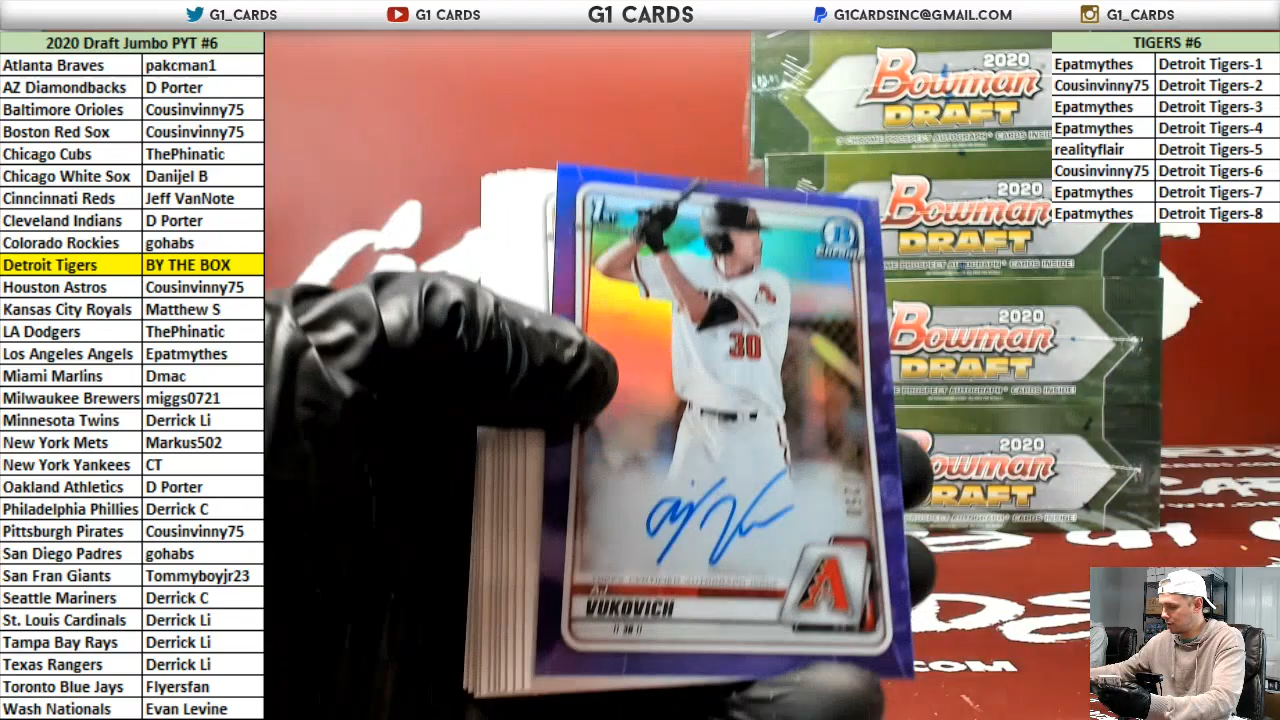 G1_CARDS
G1 CARDS
G1 CARDS
G1CARDSINC@GMAIL.COM
G1_CARDS
2020 Draft Jumbo PYT #6
Atlanta Braves pakcman1
AZ Diamondbacks D Porter
Baltimore Orioles Cousinvinny75
Boston Red Sox Cousinvinny75
Chicago Cubs ThePhinatic
Chicago White Sox Danijel B
Cinncinnati Reds Jeff VanNote
Cleveland Indians D Porter
Colorado Rockies gohabs
Detroit Tigers BY THE BOX
Houston Astros Cousinvinny75
Kansas City Royals Matthew S
LA Dodgers ThePhinatic
Los Angeles Angels Epatmythes
Miami Marlins Dmac
Milwaukee Brewers miggs0721
Minnesota Twins Derrick Li
New York Mets Markus502
New York Yankees CT
Oakland Athletics D Porter
Philadelphia Phillies Derrick C
Pittsburgh Pirates Cousinvinny75
San Diego Padres gohabs
San Fran Giants Tommyboyjr23
Seattle Mariners Derrick C
St. Louis Cardinals Derrick Li
Tampa Bay Rays Derrick Li
Texas Rangers Derrick Li
Toronto Blue Jays Flyersfan
Wash Nationals Evan Levine
TIGERS #6
Epatmythes Detroit Tigers-1
Cousinvinny75 Detroit Tigers-2
Epatmythes Detroit Tigers-3
Epatmythes Detroit Tigers-4
realityflair Detroit Tigers-5
Cousinvinny75 Detroit Tigers-6
Epatmythes Detroit Tigers-7
Epatmythes Detroit Tigers-8
2020
Bowman
DRAFT
2020
Bowman
DRAFT
2020
Bowman
DRAFT
2020
Bowman
DRAFT
1st
30
TOPPS CERTIFIED AUTOGRAPH ISSUE
A.J.
VUKOVICH
// 3B //
A
.COM